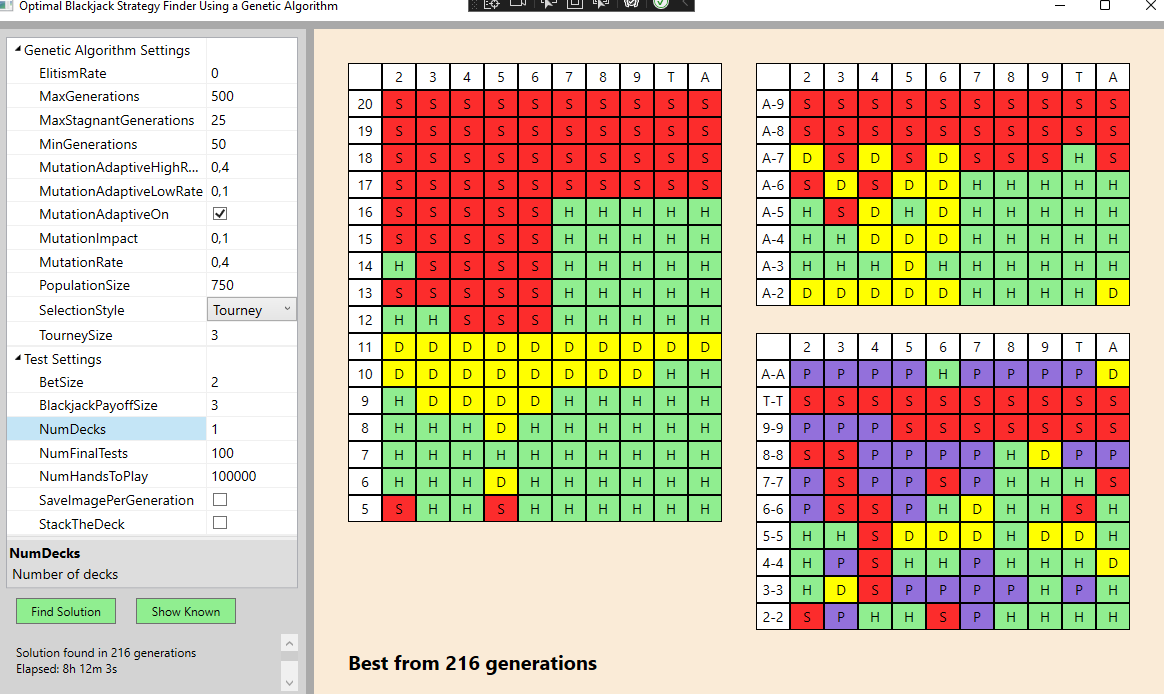 Optimal Blackjack Strategy Finder Using a Genetic Algorithm
Genetic Algorithm Settings
ElitismRate 0
MaxGenerations 500
MaxStagnantGenerations 25
MinGenerations 50
MutationAdaptiveHighR... 0,4
MutationAdaptiveLowRate 0,1
MutationAdaptiveOn
MutationImpact 0,1
MutationRate 0,4
PopulationSize 750
SelectionStyle Tourney
TourneySize 3
Test Settings
BetSize 2
BlackjackPayoffSize 3
NumDecks 1
NumFinalTests 100
NumHandsToPlay 100000
SaveImagePerGeneration
StackTheDeck
NumDecks
Number of decks
Find Solution Show Known
Solution found in 216 generations
Elapsed: 8h 12m 3s
2 3 4 5 6 7 8 9 T A
20 S S S S S S S S S S
19 S S S S S S S S S S
18 S S S S S S S S S S
17 S S S S S S S S S S
16 S S S S S H H H H H
15 S S S S S H H H H H
14 H S S S S H H H H H
13 S S S S S H H H H H
12 H H S S S H H H H H
11 D D D D D D D D D D
10 D D D D D D D D H H
9 H D D D D H H H H H
8 H H H D H H H H H H
7 H H H H H H H H H H
6 H H H D H H H H H H
5 S H H S H H H H H H
2 3 4 5 6 7 8 9 T A
A-9 S S S S S S S S S S
A-8 S S S S S S S S S S
A-7 D S D S D S S S H S
A-6 S D S D D H H H H H
A-5 H S D H D H H H H H
A-4 H H D D D H H H H H
A-3 H H H D H H H H H H
A-2 D D D D D H H H H D
2 3 4 5 6 7 8 9 T A
A-A P P P P H P P P P D
T-T S S S S S S S S S S
9-9 P P P S S S S S S S
8-8 S S P P P P H D P P
7-7 P S P P S P H H H S
6-6 P S S P H D H H S H
5-5 H H S D D D H D D H
4-4 H P S H H P H H H D
3-3 H D S P P P P H P H
2-2 S P H H S P H H H H
Best from 216 generations